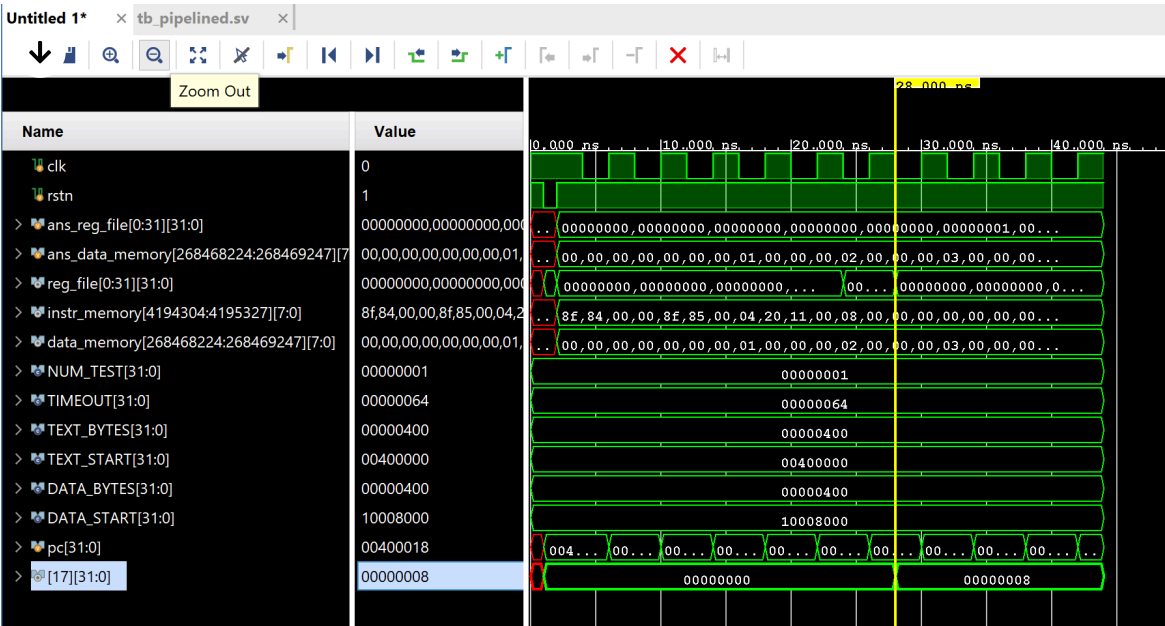 Untitled 1* × tb_pipelined.sv ×
Zoom Out
28.000 ns
Name Value
0.000 ns 10.000 ns 20.000 ns 30.000 ns 40.000 ns
clk 0
rstn 1
ans_reg_file[0:31][31:0] 00000000,00000000,000 .. 00000000,00000000,00000000,00000000,00000000,00000001,00...
ans_data_memory[268468224:268469247][7 00,00,00,00,00,00,00,01, .. 00,00,00,00,00,00,00,01,00,00,00,02,00,00,00,03,00,00,00...
reg_file[0:31][31:0] 00000000,00000000,000 00000000,00000000,00000000,... 00... 00000000,00000000,0...
instr_memory[4194304:4195327][7:0] 8f,84,00,00,8f,85,00,04,2 .. 8f,84,00,00,8f,85,00,04,20,11,00,08,00,00,00,00,00,00,00...
data_memory[268468224:268469247][7:0] 00,00,00,00,00,00,00,01, .. 00,00,00,00,00,00,00,01,00,00,00,02,00,00,00,03,00,00,00...
NUM_TEST[31:0] 00000001 00000001
TIMEOUT[31:0] 00000064 00000064
TEXT_BYTES[31:0] 00000400 00000400
TEXT_START[31:0] 00400000 00400000
DATA_BYTES[31:0] 00000400 00000400
DATA_START[31:0] 10008000 10008000
pc[31:0] 00400018 004... 00... 00... 00... 00... 00... 00... 00... 00... 00... ..
[17][31:0] 00000008 00000000 00000008